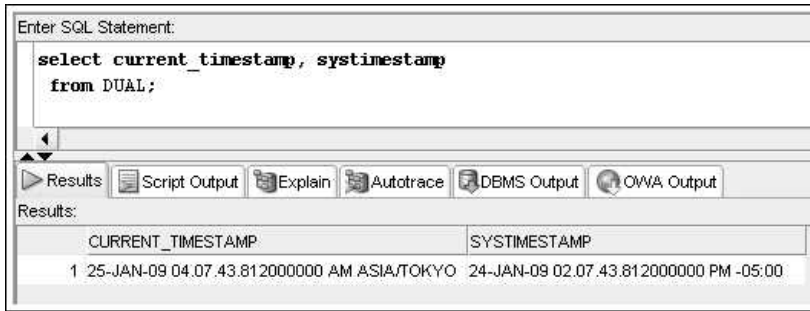 Enter SQL Statement:
select current_timestamp, systimestamp
from DUAL;
Results Script Output Explain Autotrace DBMS Output OWA Output
Results:
CURRENT_TIMESTAMP SYSTIMESTAMP
1 25-JAN-09 04.07.43.812000000 AM ASIA/TOKYO 24-JAN-09 02.07.43.812000000 PM -05:00